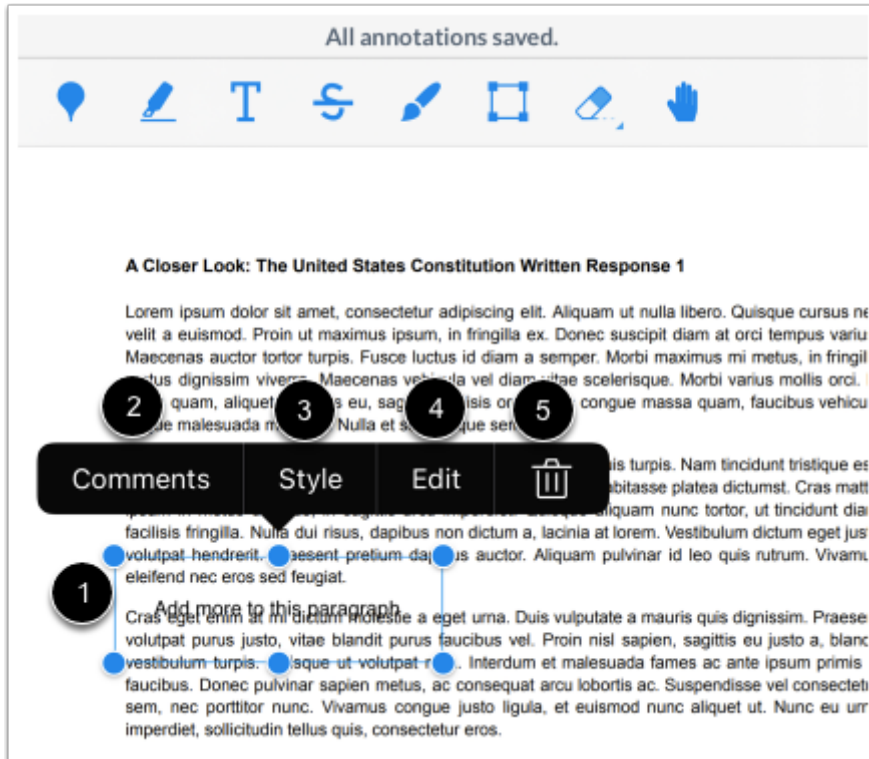 All annotations saved.
T S
A Closer Look: The United States Constitution Written Response 1
Lorem ipsum dolor sit amet, consectetur adipiscing elit. Aliquam ut nulla libero. Quisque cursus ne
velit a euismod. Proin ut maximus ipsum, in fringilla ex. Donec suscipit diam at orci tempus variu
Maecenas auctor tortor turpis. Fusce luctus id diam a semper. Morbi maximus mi metus, in fringil
dignissim viverra. Maecenas vehicula vel diam vitae scelerisque. Morbi varius mollis orci.
quam, aliquet eu, congue massa quam, faucibus vehicu
malesuada Nulla et
2 3 4 5
Comments Style Edit
is turpis. Nam tincidunt tristique es
abitasse platea dictumst. Cras matt
aliquam nunc tortor, ut tincidunt dia
facilisis fringilla. Nulla dui risus, dapibus non dictum a, lacinia at lorem. Vestibulum dictum eget jus
volutpat hendrerit. Praesent pretium dapibus auctor. Aliquam pulvinar id leo quis rutrum. Vivamu
eleifend nec eros sed feugiat.
1
Add more to this paragraph
Cras eget enim at mi dictum molestie a eget urna. Duis vulputate a mauris quis dignissim. Praese
volutpat purus justo, vitae blandit purus faucibus vel. Proin nisl sapien, sagittis eu justo a, blanc
vestibulum turpis. ut volutpat Interdum et malesuada fames ac ante ipsum primis
faucibus. Donec pulvinar sapien metus, ac consequat arcu lobortis ac. Suspendisse vel consectetu
sem, nec porttitor nunc. Vivamus congue justo ligula, et euismod nunc aliquet ut. Nunc eu urr
imperdiet, sollicitudin tellus quis, consectetur eros.